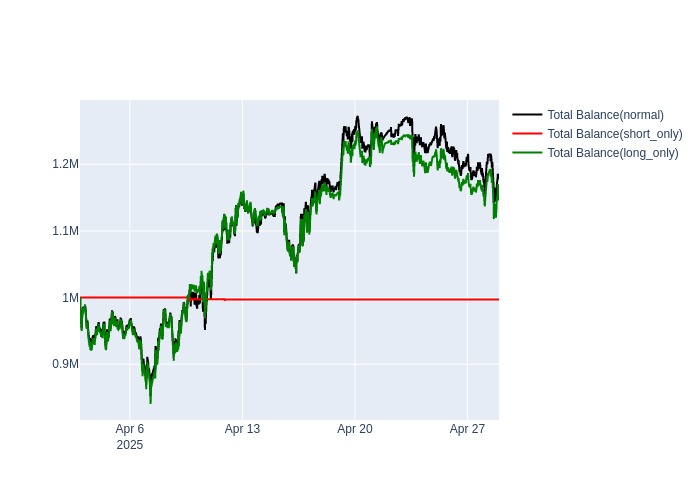 Total Balance(normal)
Total Balance(short_only)
Total Balance(long_only)
1.2M
1.1M
1M
0.9M
Apr 6
2025
Apr 13
Apr 20
Apr 27